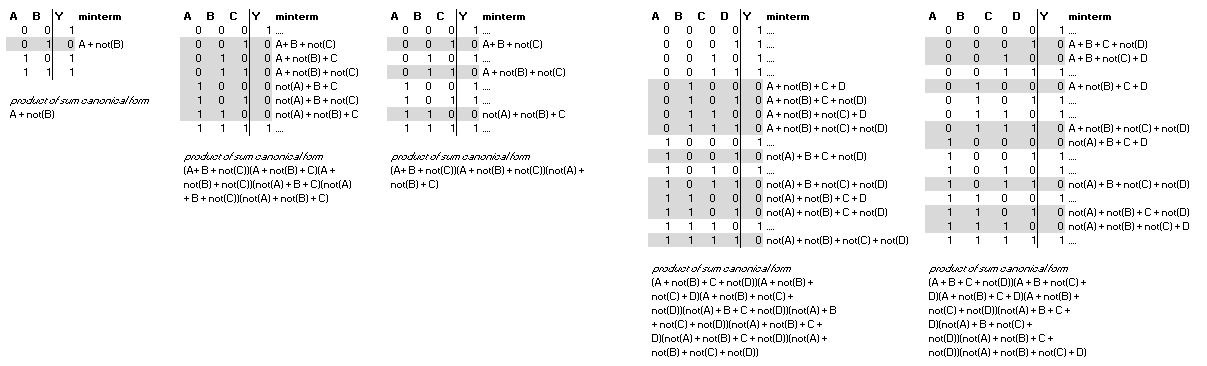 A B Y minterm
0 0 1
0 1 0 A + not(B)
1 0 1
1 1 1
product of sum canonical form
A + not(B)
A B C Y minterm
0 0 0 1 ....
0 0 1 0 A+ B + not(C)
0 1 0 0 A + not(B) + C
0 1 1 0 A + not(B) + not(C)
1 0 0 0 not(A) + B + C
1 0 1 0 not(A) + B + not(C)
1 1 0 0 not(A) + not(B) + C
1 1 1 1 ....
product of sum canonical form
(A+ B + not(C))(A + not(B) + C)(A +
not(B) + not(C))(not(A) + B + C)(not(A)
+ B + not(C))(not(A) + not(B) + C)
A B C Y minterm
0 0 0 1 ....
0 0 1 0 A+ B + not(C)
0 1 0 1 ....
0 1 1 0 A + not(B) + not(C)
1 0 0 1 ....
1 0 1 1 ....
1 1 0 0 not(A) + not(B) + C
1 1 1 1 ....
product of sum canonical form
(A+ B + not(C))(A + not(B) + not(C))(not(A) +
not(B) + C)
A B C D Y minterm
0 0 0 0 1 ....
0 0 0 1 1 ....
0 0 1 0 1 ....
0 0 1 1 1 ....
0 1 0 0 0 A + not(B) + C + D
0 1 0 1 0 A + not(B) + C + not(D)
0 1 1 0 0 A + not(B) + not(C) + D
0 1 1 1 0 A + not(B) + not(C) + not(D)
1 0 0 0 1 ....
1 0 0 1 0 not(A) + B + C + not(D)
1 0 1 0 1 ....
1 0 1 1 0 not(A) + B + not(C) + not(D)
1 1 0 0 0 not(A) + not(B) + C + D
1 1 0 1 0 not(A) + not(B) + C + not(D)
1 1 1 0 1 ....
1 1 1 1 0 not(A) + not(B) + not(C) + not(D)
product of sum canonical form
(A + not(B) + C + not(D))(A + not(B) +
not(C) + D)(A + not(B) + not(C) +
not(D))(not(A) + B + C + not(D))(not(A) + B
+ not(C) + not(D))(not(A) + not(B) + C +
D)(not(A) + not(B) + C + not(D))(not(A) +
not(B) + not(C) + not(D))
A B C D Y minterm
0 0 0 0 1 ....
0 0 0 1 0 A + B + C + not(D)
0 0 1 0 0 A + B + not(C) + D
0 0 1 1 1 ....
0 1 0 0 0 A + not(B) + C + D
0 1 0 1 1 ....
0 1 1 0 1 ....
0 1 1 1 0 A + not(B) + not(C) + not(D)
1 0 0 0 0 not(A) + B + C + D
1 0 0 1 1 ....
1 0 1 0 1 ....
1 0 1 1 0 not(A) + B + not(C) + not(D)
1 1 0 0 1 ....
1 1 0 1 0 not(A) + not(B) + C + not(D)
1 1 1 0 0 not(A) + not(B) + not(C) + D
1 1 1 1 1 ....
product of sum canonical form
(A + B + C + not(D))(A + B + not(C) +
D)(A + not(B) + C + D)(A + not(B) +
not(C) + not(D))(not(A) + B + C +
D)(not(A) + B + not(C) +
not(D))(not(A) + not(B) + C +
not(D))(not(A) + not(B) + not(C) + D)